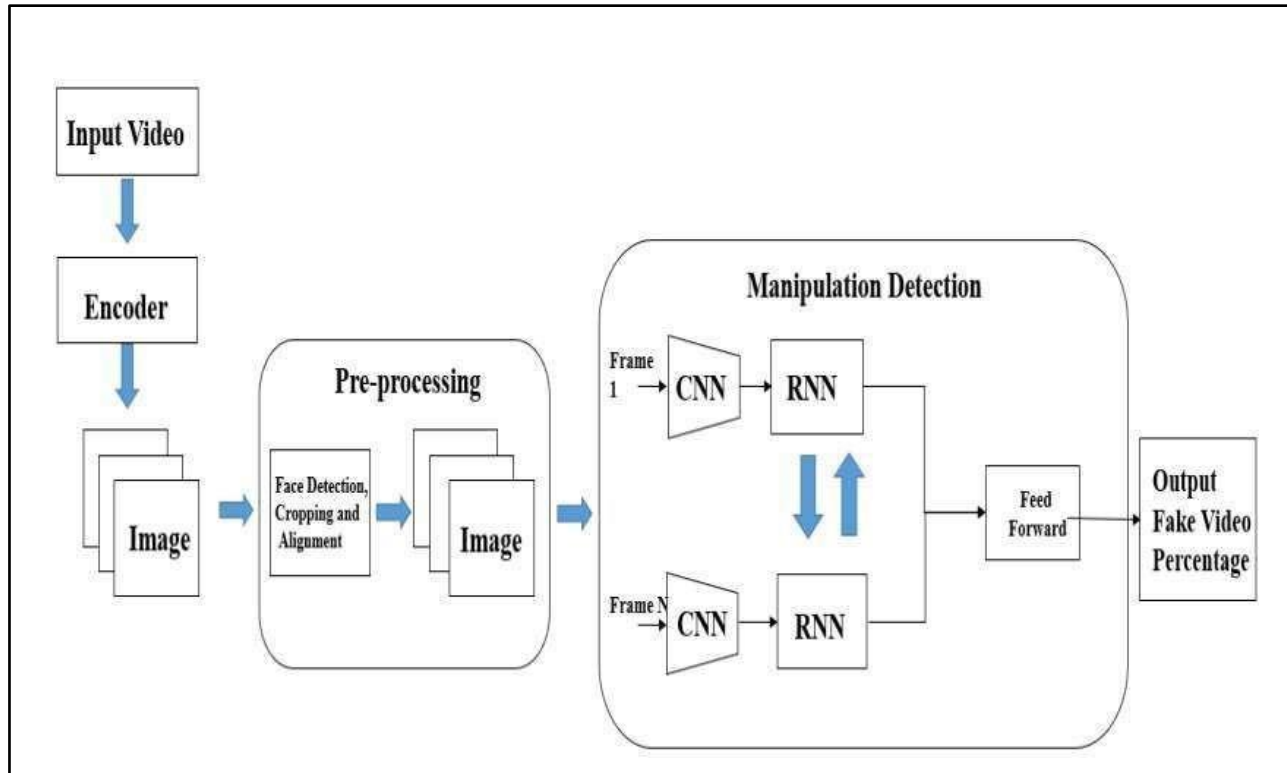 Input Video
Encoder
Image
Pre-processing
Face Detection,
Cropping and
Alignment
Image
Manipulation Detection
Frame
1
CNN
RNN
Frame N
CNN
RNN
Feed
Forward
Output
Fake Video
Percentage